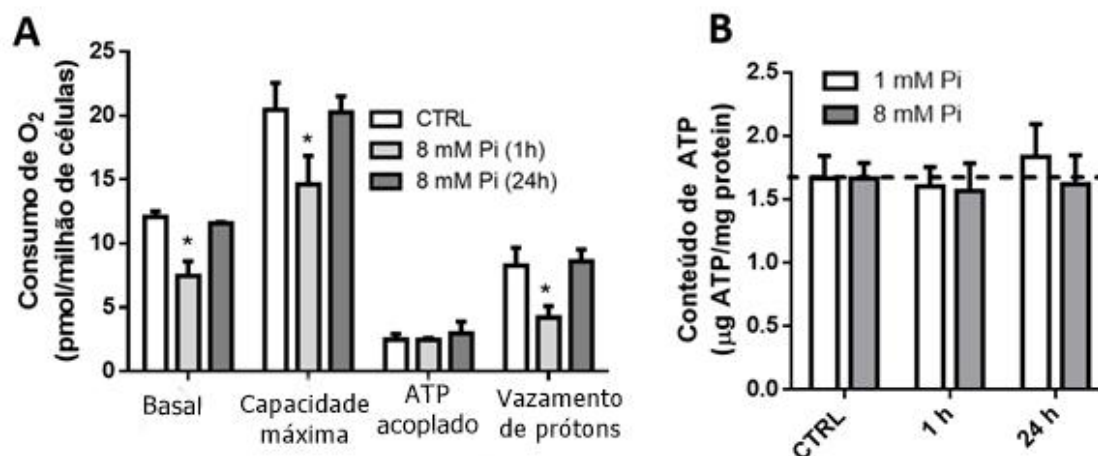 A
Consumo de O2
(pmol/milhão de células)
25
20
15
10
5
0
CTRL
8 mM Pi (1h)
8 mM Pi (24h)
*
*
*
Basal
Capacidade
máxima
ATP
acoplado
Vazamento
de prótons
B
Conteúdo de ATP
(µg ATP/mg protein)
2.5
2.0
1.5
1.0
0.5
0.0
1 mM Pi
8 mM Pi
CTRL
1 h
24 h